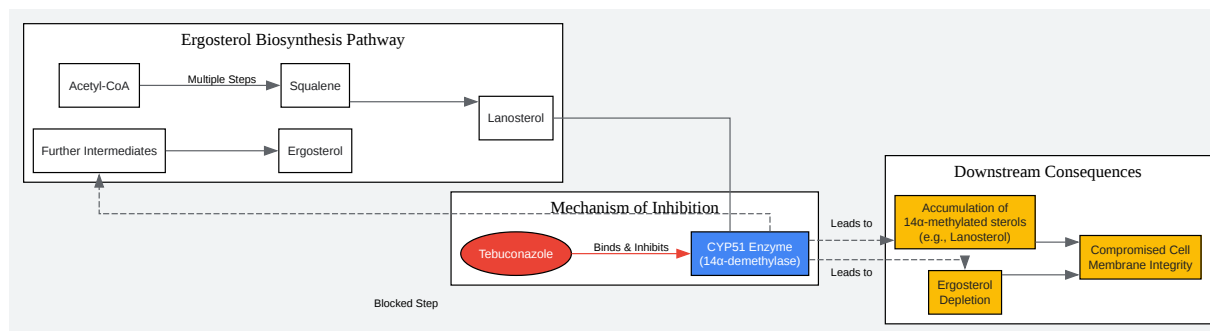 Ergosterol Biosynthesis Pathway
Acetyl-CoA
Multiple Steps
Squalene
Lanosterol
Further Intermediates
Ergosterol
Mechanism of Inhibition
Tebuconazole
Binds & Inhibits
CYP51 Enzyme
(14α-demethylase)
Blocked Step
Leads to
Leads to
Downstream Consequences
Accumulation of
14α-methylated sterols
(e.g., Lanosterol)
Ergosterol
Depletion
Compromised Cell
Membrane Integrity